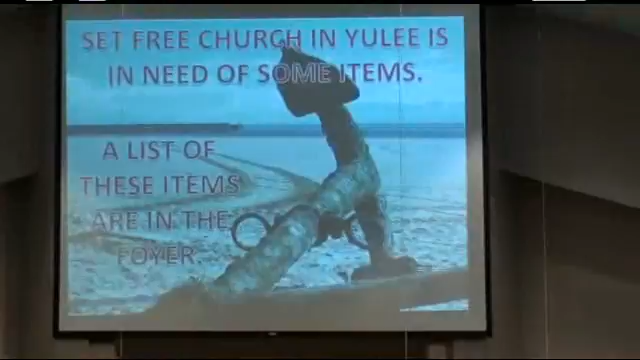 SET FREE CHURCH IN YULEE IS
IN NEED OF SOME ITEMS.
A LIST OF
THESE ITEMS
ARE IN THE
FOYER.